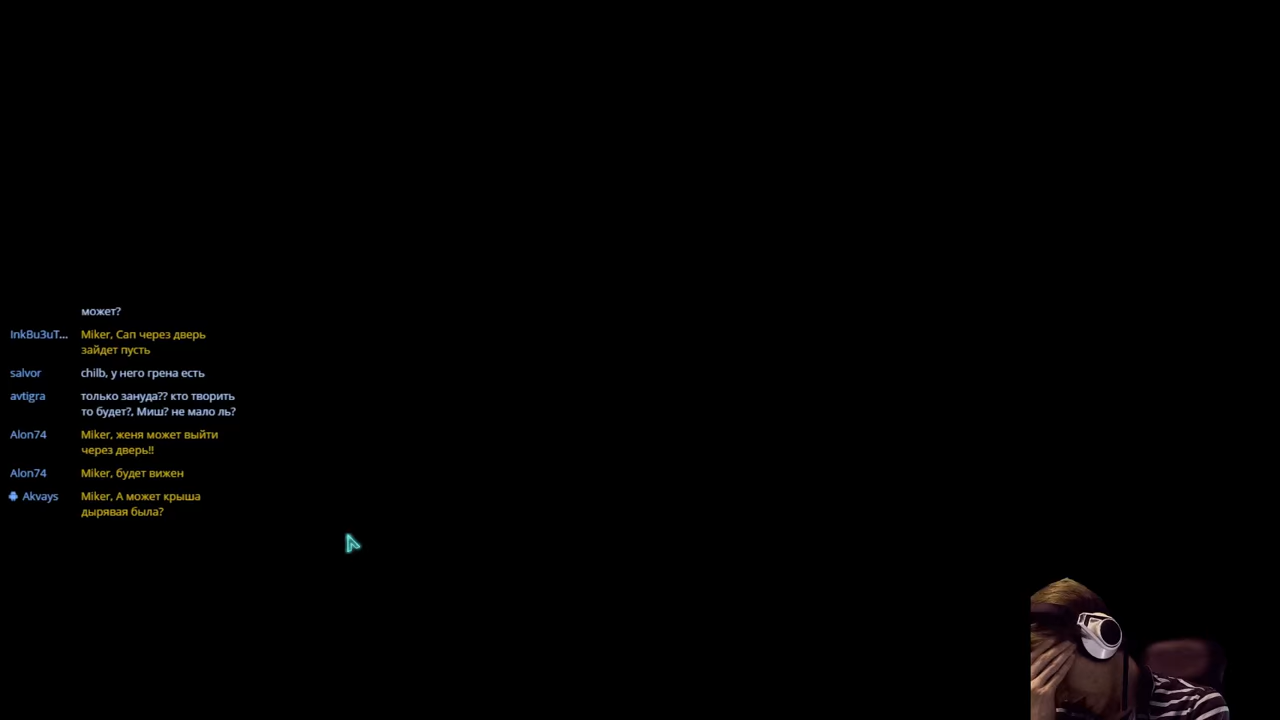 может?
InkBu3uT... Miker, Сап через дверь
зайдет пусть
salvor chilb, у него грена есть
avtigra только зануда?? кто творить
то будет?, Миш? не мало ль?
Alon74 Miker, женя может выйти
через дверь!!
Alon74 Miker, будет вижен
Akvays Miker, А может крыша
дырявая была?